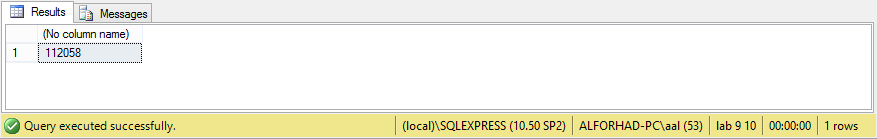 Results Messages
(No column name)
1 112058
Query executed successfully. (local)\SQLEXPRESS (10.50 SP2) ALFORHAD-PC\aal (53) lab 9 10 00:00:00 1 rows